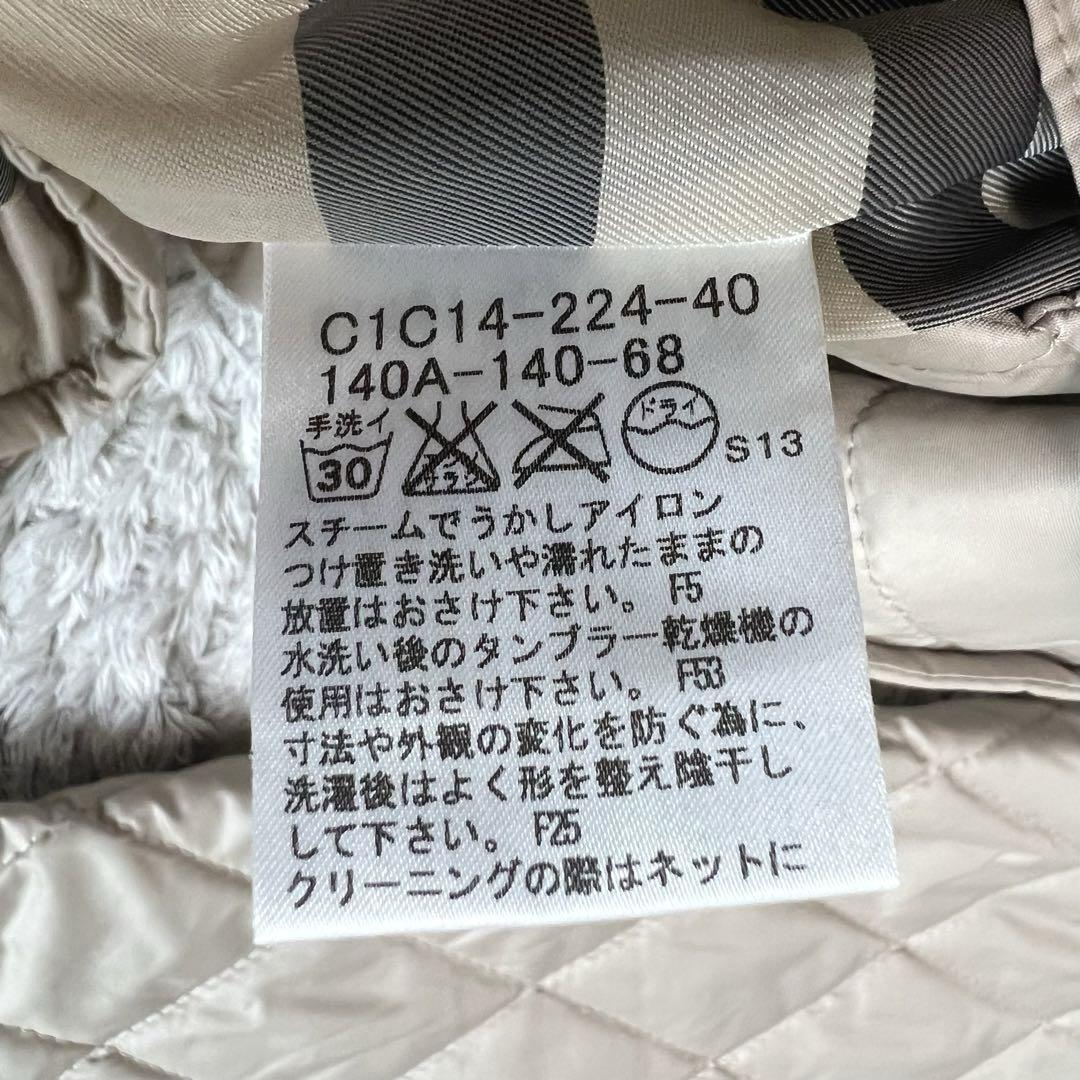 C1C14-224-40
140A-140-68
手洗イ
30
エンソ
サラシ
ドライ
S13
スチームでうかしアイロン
つけ置き洗いや濡れたままの
放置はおさけ下さい。 F5
水洗い後のタンブラー乾燥機の
使用はおさけ下さい。 F53
寸法や外観の変化を防ぐ為に、
洗濯後はよく形を整え陰干し
して下さい。 F25
クリーニングの際はネットに